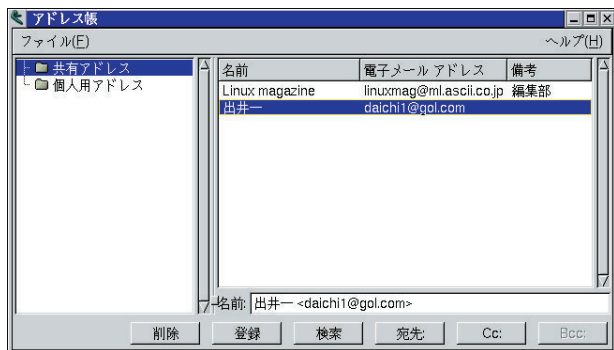 アドレス帳
ファイル(F) ヘルプ(H)
共有アドレス
個人用アドレス
名前 電子メール アドレス 備考
Linux magazine linuxmag@ml.ascii.co.jp 編集部
出井一 daichi1@gol.com
名前: 出井一 <daichi1@gol.com>
削除 登録 検索 宛先: Cc: Bcc: